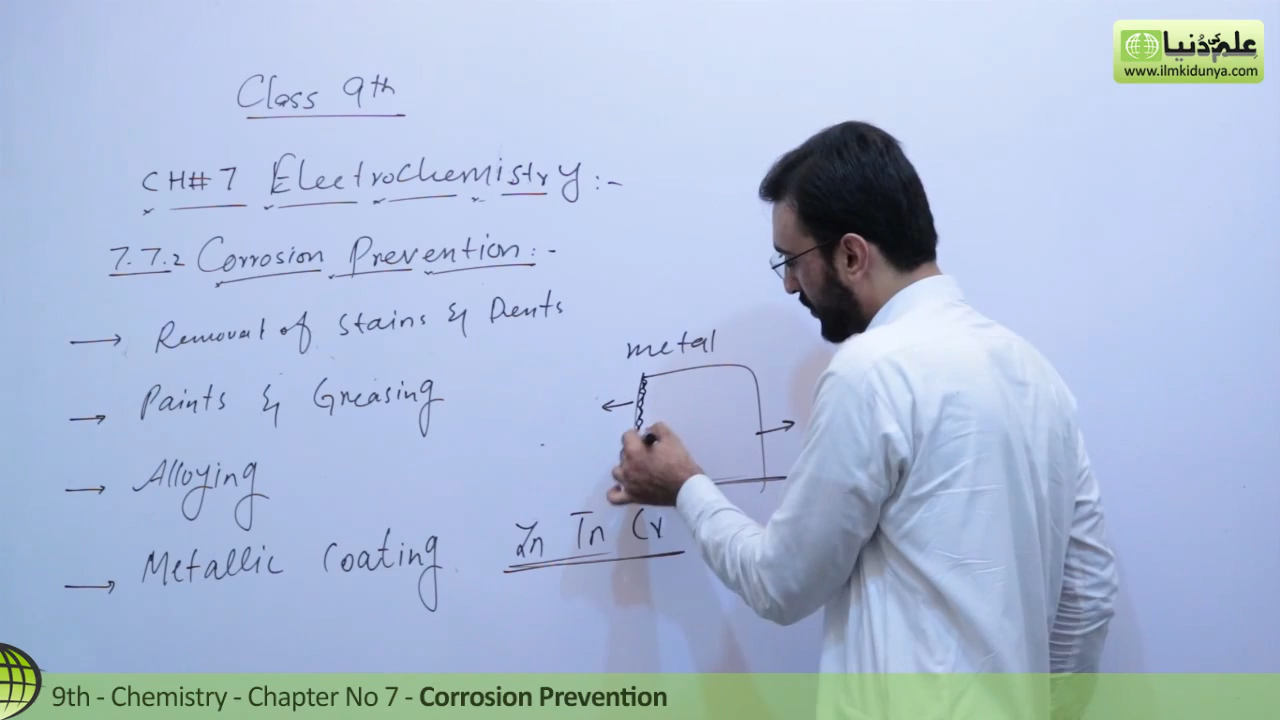 علم کی دنیا
www.ilmkidunya.com
Class 9th
CH# 7 Electrochemistry :-
7.7.2 Corrosion Prevention :-
→ Removal of Stains & Dents
→ Paints & Greasing
→ Alloying
→ Metallic Coating
Zn Tn Cr
metal
9th - Chemistry - Chapter No 7 - Corrosion Prevention